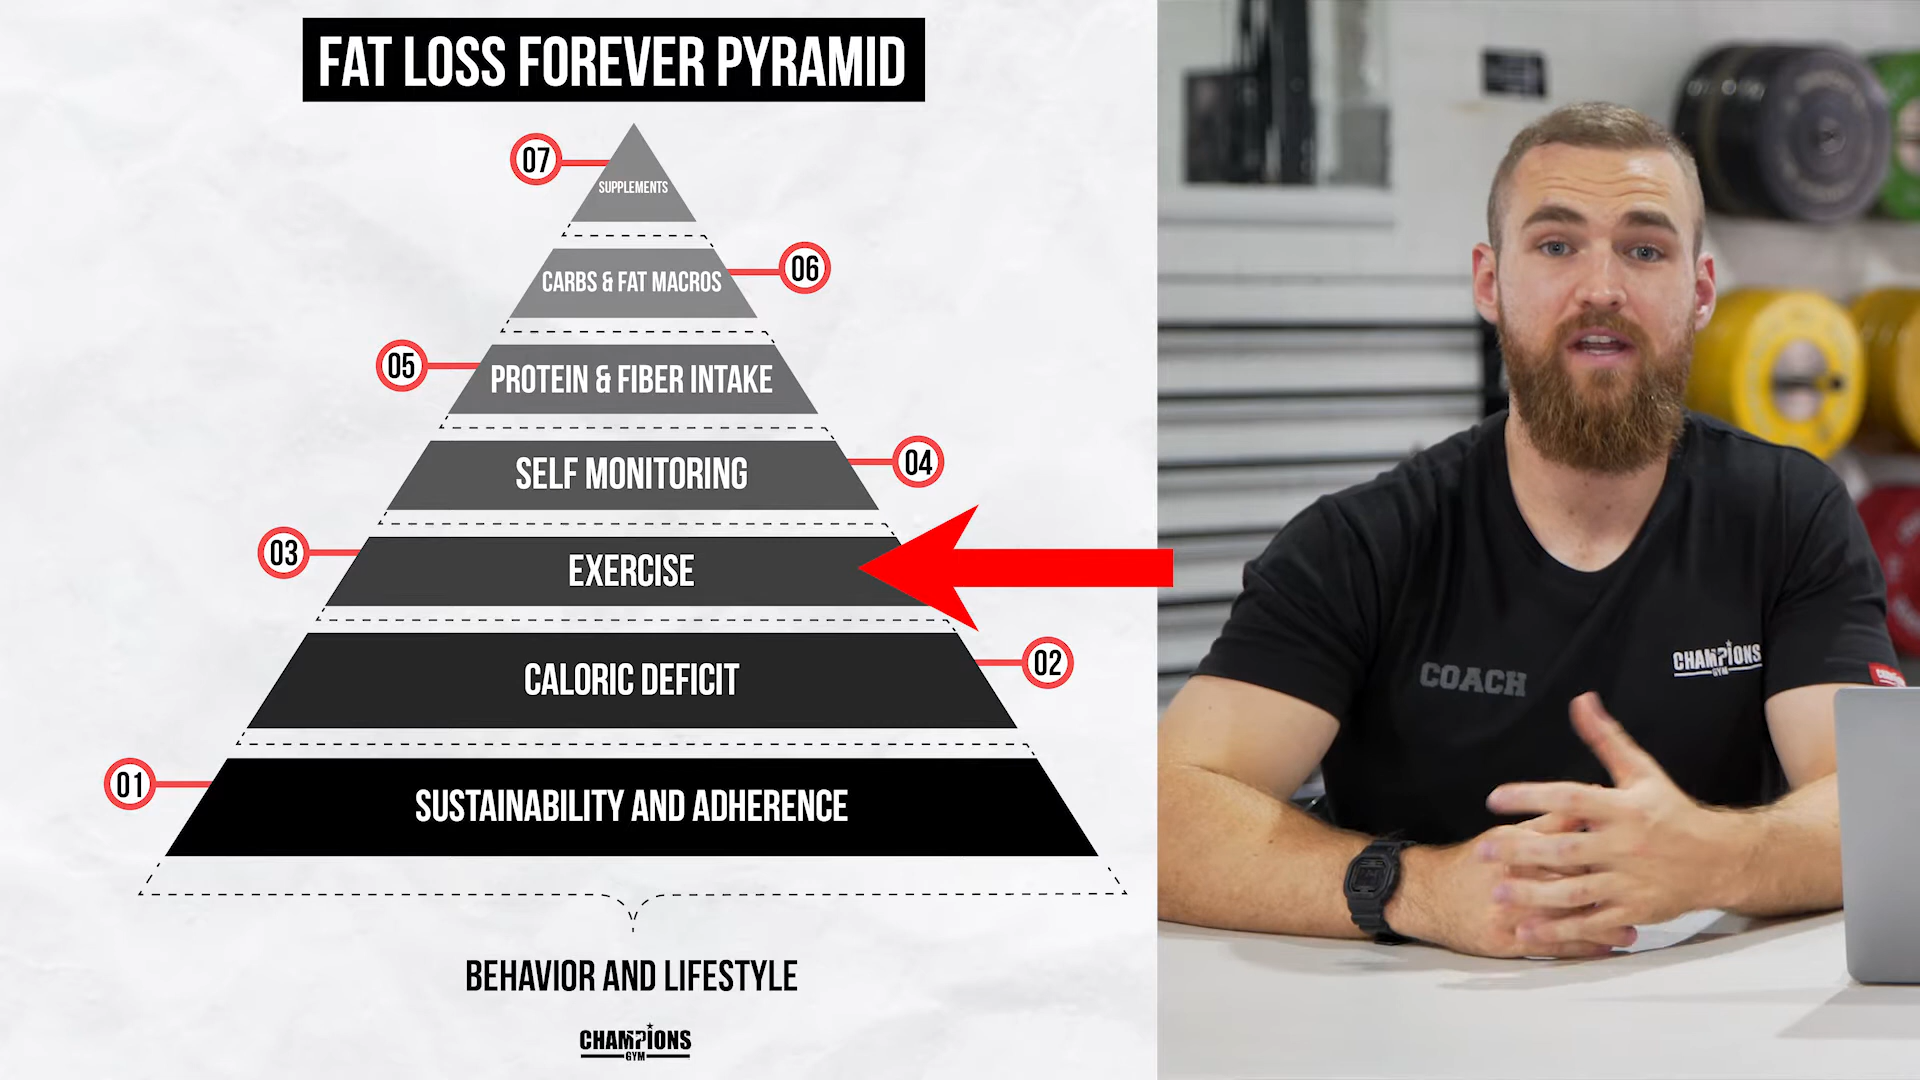 FAT LOSS FOREVER PYRAMID
07
SUPPLEMENTS
CARBS & FAT MACROS
06
05
PROTEIN & FIBER INTAKE
SELF MONITORING
04
03
EXERCISE
CALORIC DEFICIT
02
01
SUSTAINABILITY AND ADHERENCE
BEHAVIOR AND LIFESTYLE
CHAMPIONS
GYM
COACH
CHAMPIONS
GYM